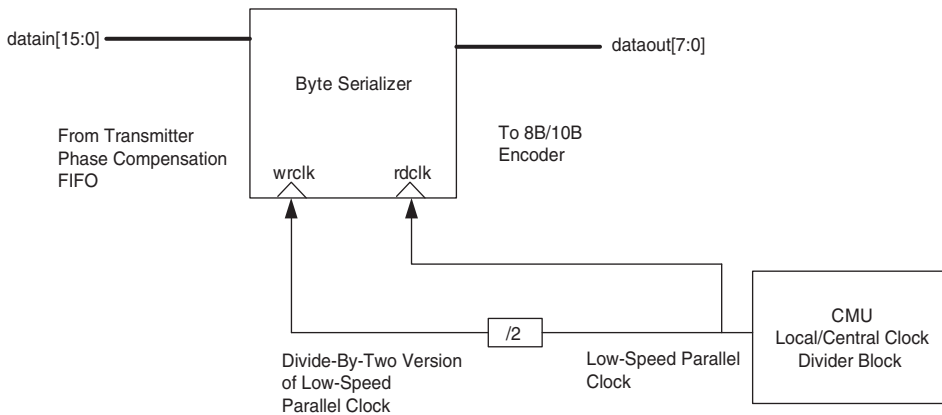 datain[15:0]
dataout[7:0]
Byte Serializer
From Transmitter
Phase Compensation
FIFO
To 8B/10B
Encoder
wrclk
rdclk
/2
CMU
Local/Central Clock
Divider Block
Divide-By-Two Version
of Low-Speed
Parallel Clock
Low-Speed Parallel
Clock